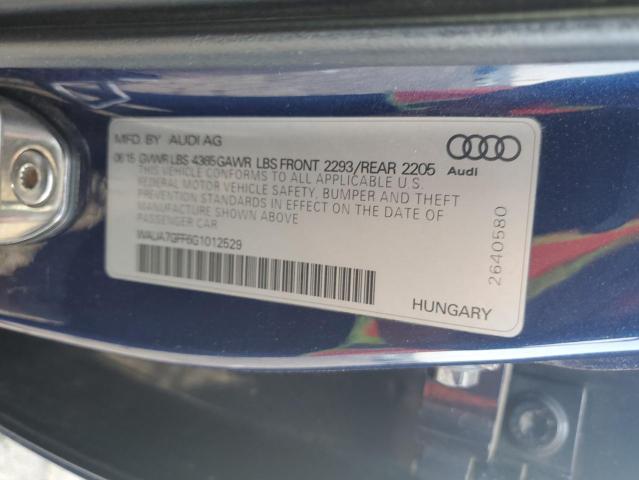 MFD. BY AUDI AG
06 15 GVWR LBS 4365 GAWR LBS FRONT 2293/REAR 2205
THIS VEHICLE CONFORMS TO ALL APPLICABLE U.S.
FEDERAL MOTOR VEHICLE SAFETY, BUMPER AND THEFT
PREVENTION STANDARDS IN EFFECT ON THE DATE OF
MANUFACTURE SHOWN ABOVE
PASSENGER CAR
WAUA7GFF6G1012529
Audi
2640580
HUNGARY